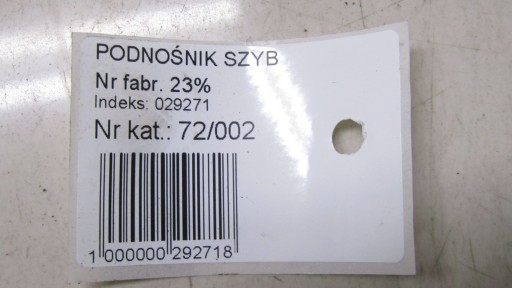 PODNOŚNIK SZYB
Nr fabr. 23%
Indeks: 029271
Nr kat.: 72/002
1 000000 292718